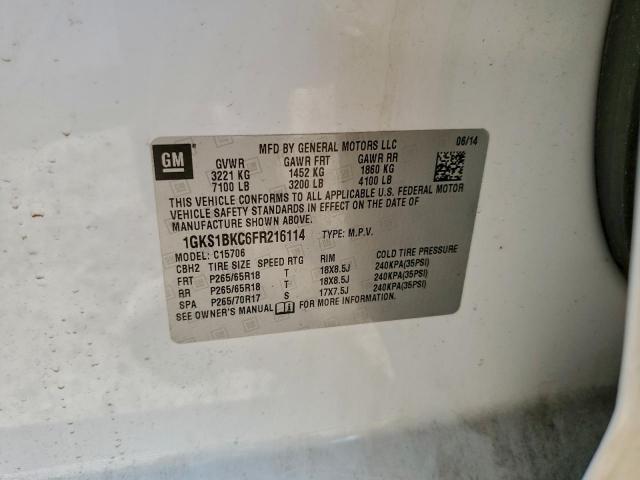 GM
MFD BY GENERAL MOTORS LLC 06/14
GVWR GAWR FRT GAWR RR
3221 KG 1452 KG 1860 KG
7100 LB 3200 LB 4100 LB
THIS VEHICLE CONFORMS TO ALL APPLICABLE U.S. FEDERAL MOTOR
VEHICLE SAFETY STANDARDS IN EFFECT ON THE DATE OF
MANUFACTURE SHOWN ABOVE.
1GKS1BKC6FR216114 TYPE: M.P.V.
MODEL: C15706
CBH2 TIRE SIZE SPEED RTG RIM COLD TIRE PRESSURE
FRT P265/65R18 T 18X8.5J 240KPA(35PSI)
RR P265/65R18 T 18X8.5J 240KPA(35PSI)
SPA P265/70R17 S 17X7.5J 240KPA(35PSI)
SEE OWNER'S MANUAL FOR MORE INFORMATION.